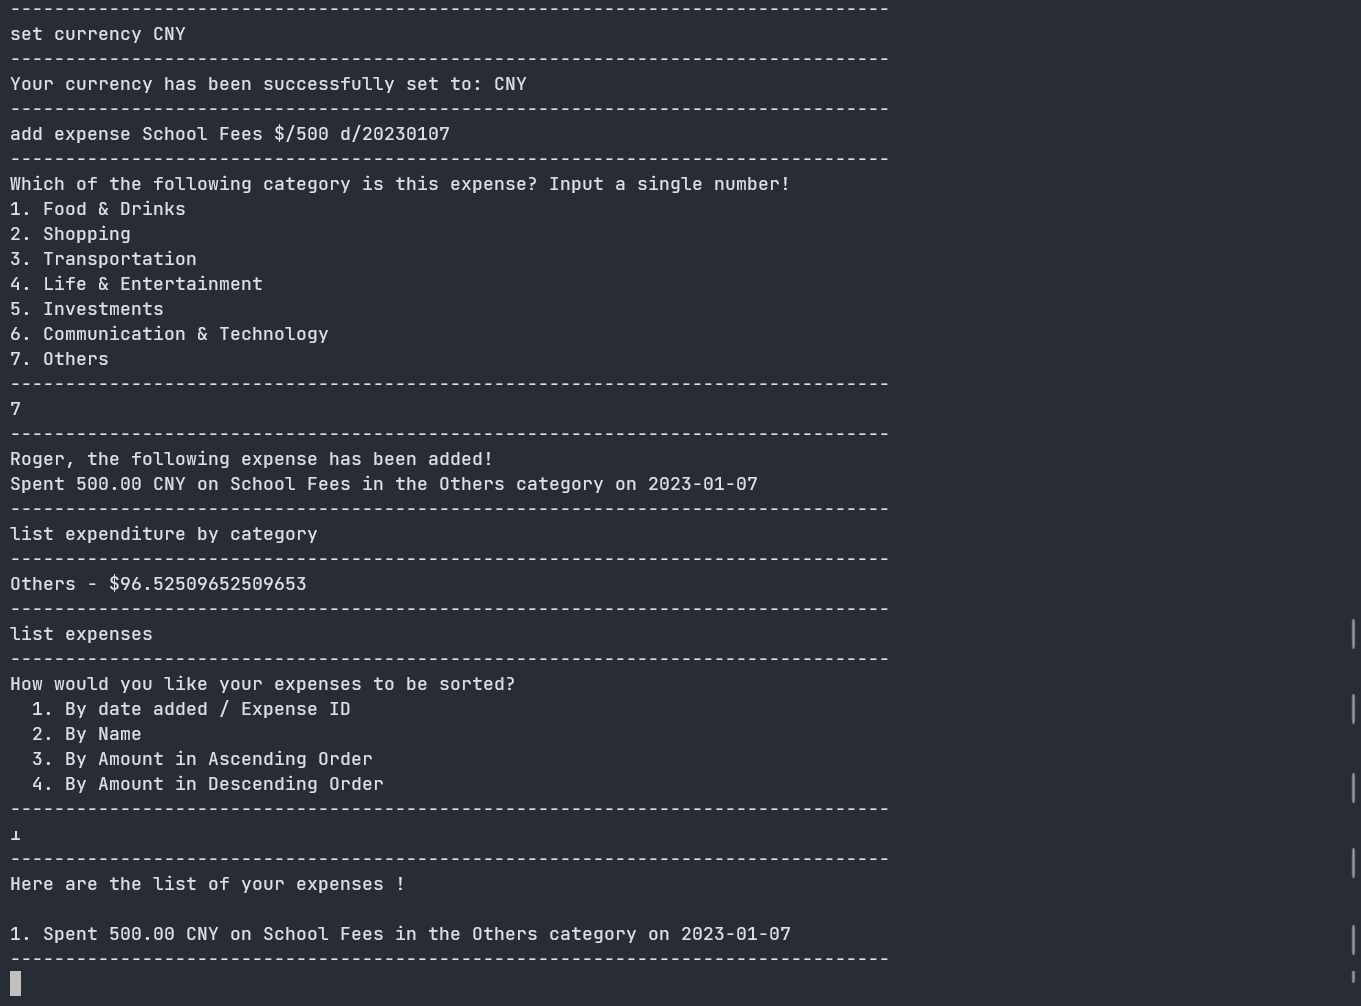 --------------------------------------------------------------------------------
set currency CNY
--------------------------------------------------------------------------------
Your currency has been successfully set to: CNY
--------------------------------------------------------------------------------
add expense School Fees $/500 d/20230107
--------------------------------------------------------------------------------
Which of the following category is this expense? Input a single number!
1. Food & Drinks
2. Shopping
3. Transportation
4. Life & Entertainment
5. Investments
6. Communication & Technology
7. Others
--------------------------------------------------------------------------------
7
--------------------------------------------------------------------------------
Roger, the following expense has been added!
Spent 500.00 CNY on School Fees in the Others category on 2023-01-07
--------------------------------------------------------------------------------
list expenditure by category
--------------------------------------------------------------------------------
Others - $96.52509652509653
--------------------------------------------------------------------------------
list expenses
--------------------------------------------------------------------------------
How would you like your expenses to be sorted?
  1. By date added / Expense ID
  2. By Name
  3. By Amount in Ascending Order
  4. By Amount in Descending Order
--------------------------------------------------------------------------------
1
--------------------------------------------------------------------------------
Here are the list of your expenses !

1. Spent 500.00 CNY on School Fees in the Others category on 2023-01-07
--------------------------------------------------------------------------------